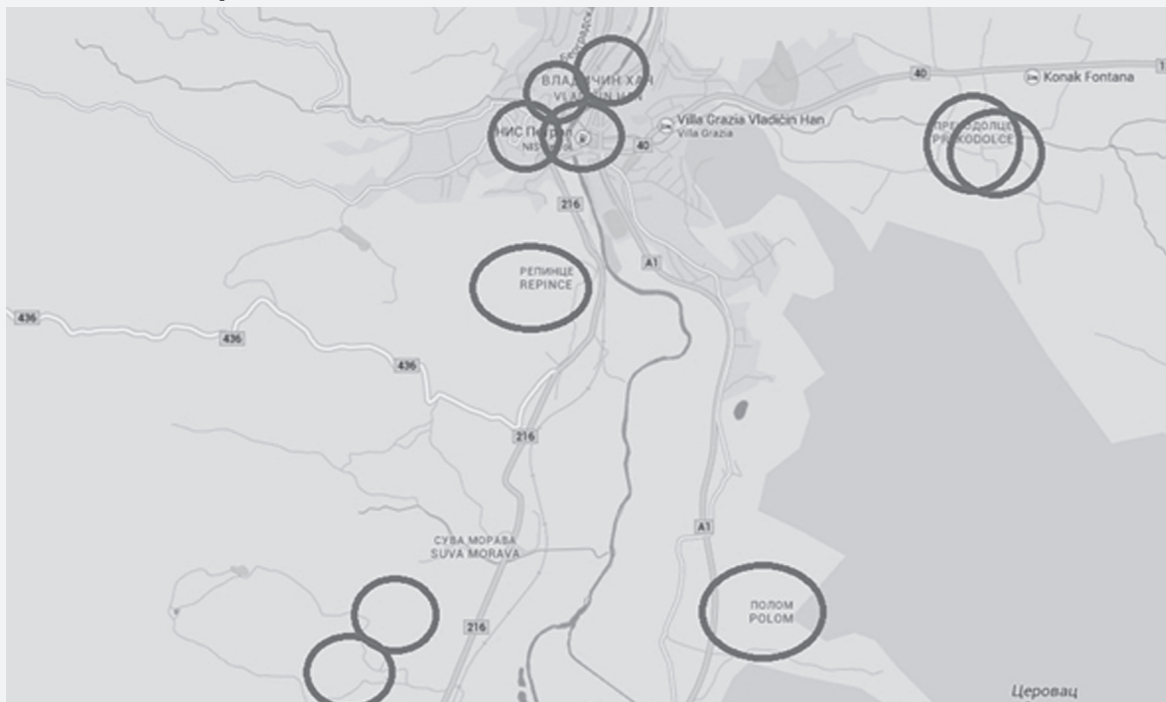 ВЛАДИЧИН ХАН
VLADIČIN HAN
40
Konak Fontana
Villa Grazia Vladičin Han
Villa Grazia
НИС Петрол
40
ПРЕКОДОЛЦЕ
PREKODOLCE
216
A1
РЕПИНЦЕ
REPINCE
436
436
436
216
A1
СУВА МОРАВА
SUVA MORAVA
ПОЛОМ
POLOM
216
Церовац